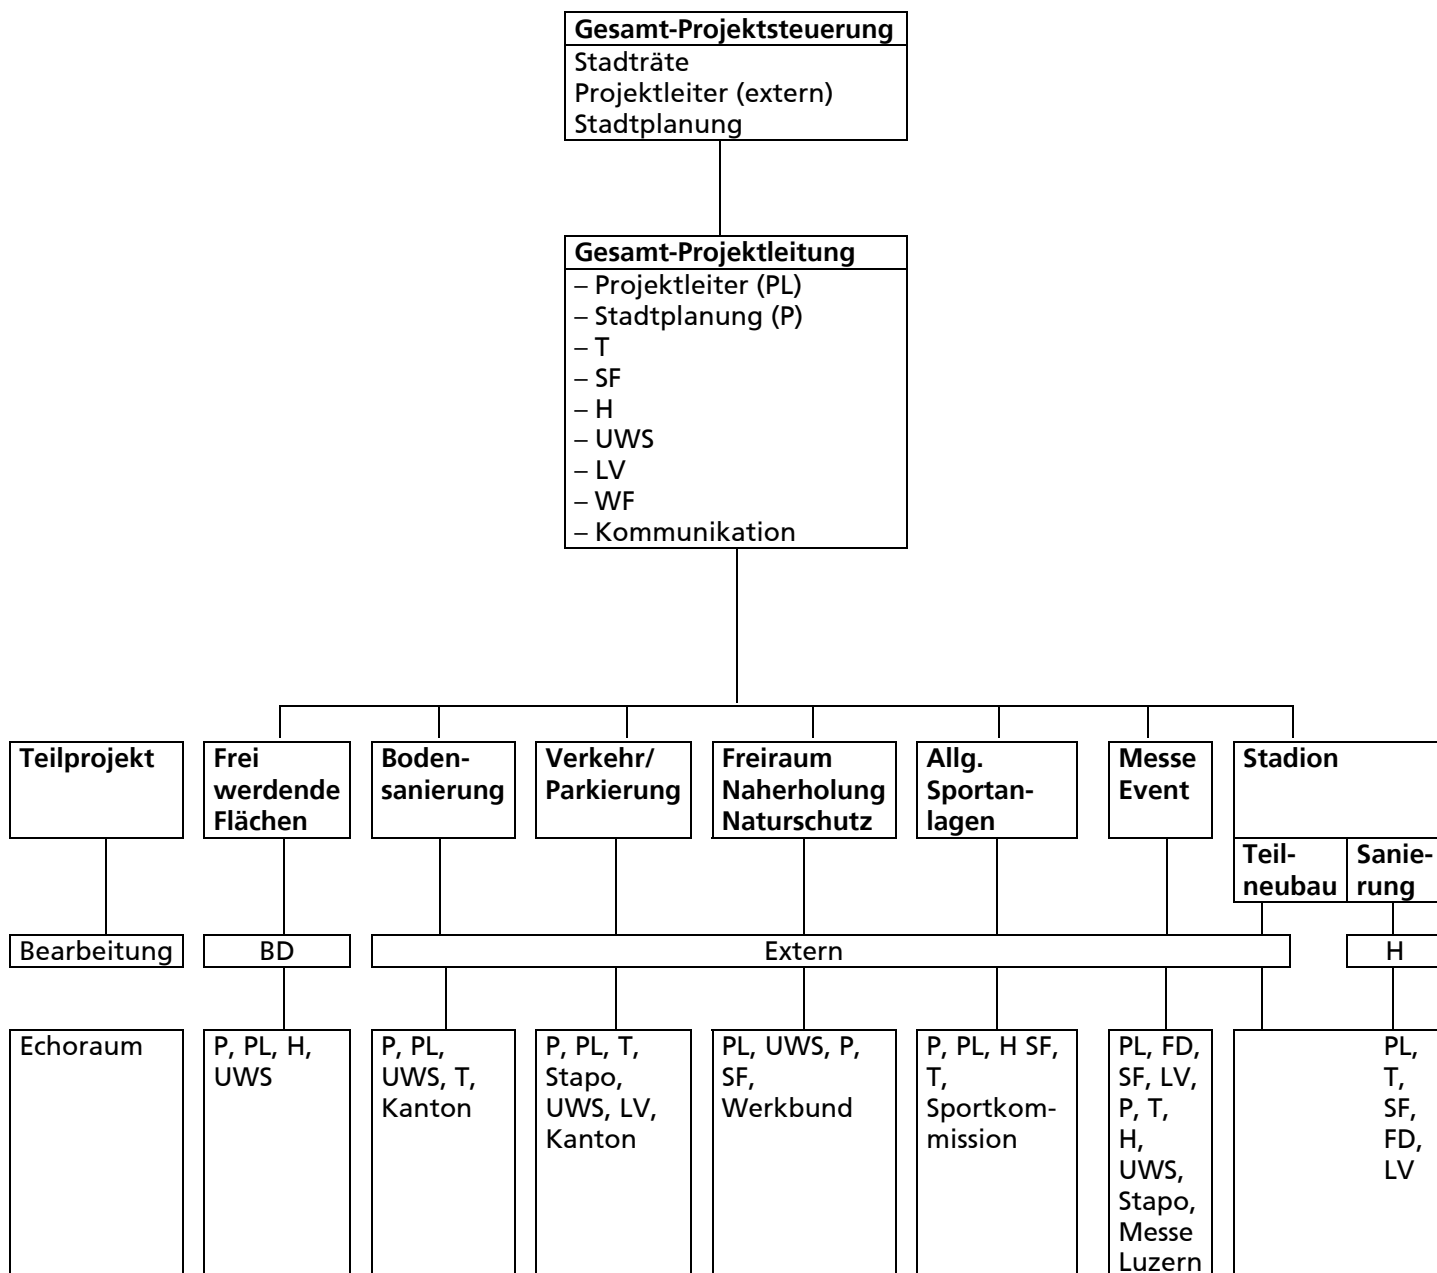 Gesamt-Projektsteuerung
Stadträte
Projektleiter (extern)
Stadtplanung
Gesamt-Projektleitung
– Projektleiter (PL)
– Stadtplanung (P)
– T
– SF
– H
– UWS
– LV
– WF
– Kommunikation
Teilprojekt
Frei
werdende
Flächen
Boden-
sanierung
Verkehr/
Parkierung
Freiraum
Naherholung
Naturschutz
Allg.
Sportan-
lagen
Messe
Event
Stadion
Teil-
neubau
Sanie-
rung
Bearbeitung
BD
Extern
H
Echoraum
P, PL, H,
UWS
P, PL,
UWS, T,
Kanton
P, PL, T,
Stapo,
UWS, LV,
Kanton
PL, UWS, P,
SF,
Werkbund
P, PL, H SF,
T,
Sportkom-
mission
PL, FD,
SF, LV,
P, T,
H,
UWS,
Stapo,
Messe
Luzern
PL,
T,
SF,
FD,
LV